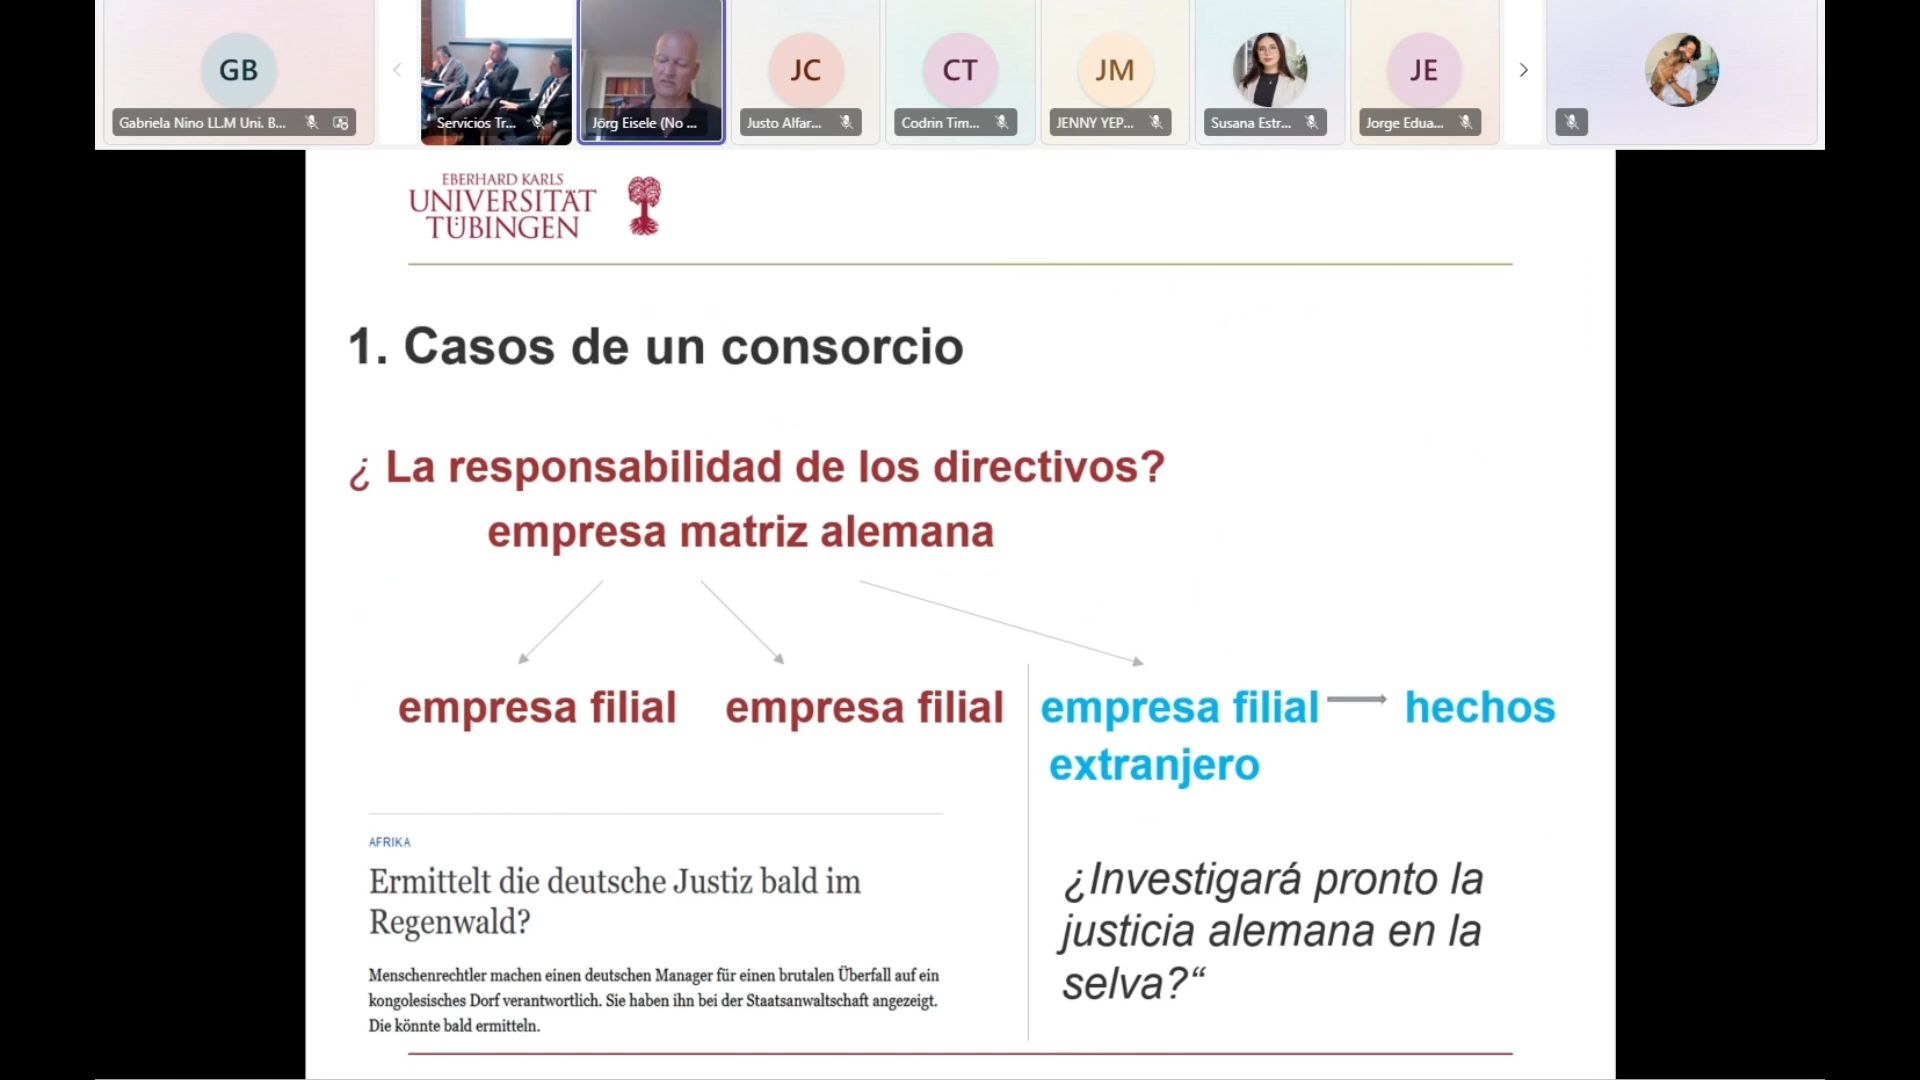 GB
Gabriela Nino LL.M Uni. B...
Servicios Tr...
Jörg Eisele (No ...
JC
Justo Alfar...
CT
Codrin Tim...
JM
JENNY YEP...
Susana Estr...
JE
Jorge Edua...
EBERHARD KARLS
UNIVERSITÄT
TÜBINGEN
1. Casos de un consorcio
¿ La responsabilidad de los directivos?
empresa matriz alemana
empresa filial empresa filial empresa filial hechos
extranjero
AFRIKA
Ermittelt die deutsche Justiz bald im
Regenwald?
Menschenrechtler machen einen deutschen Manager für einen brutalen Überfall auf ein
kongolesisches Dorf verantwortlich. Sie haben ihn bei der Staatsanwaltschaft angezeigt.
Die könnte bald ermitteln.
¿Investigará pronto la
justicia alemana en la
selva?“